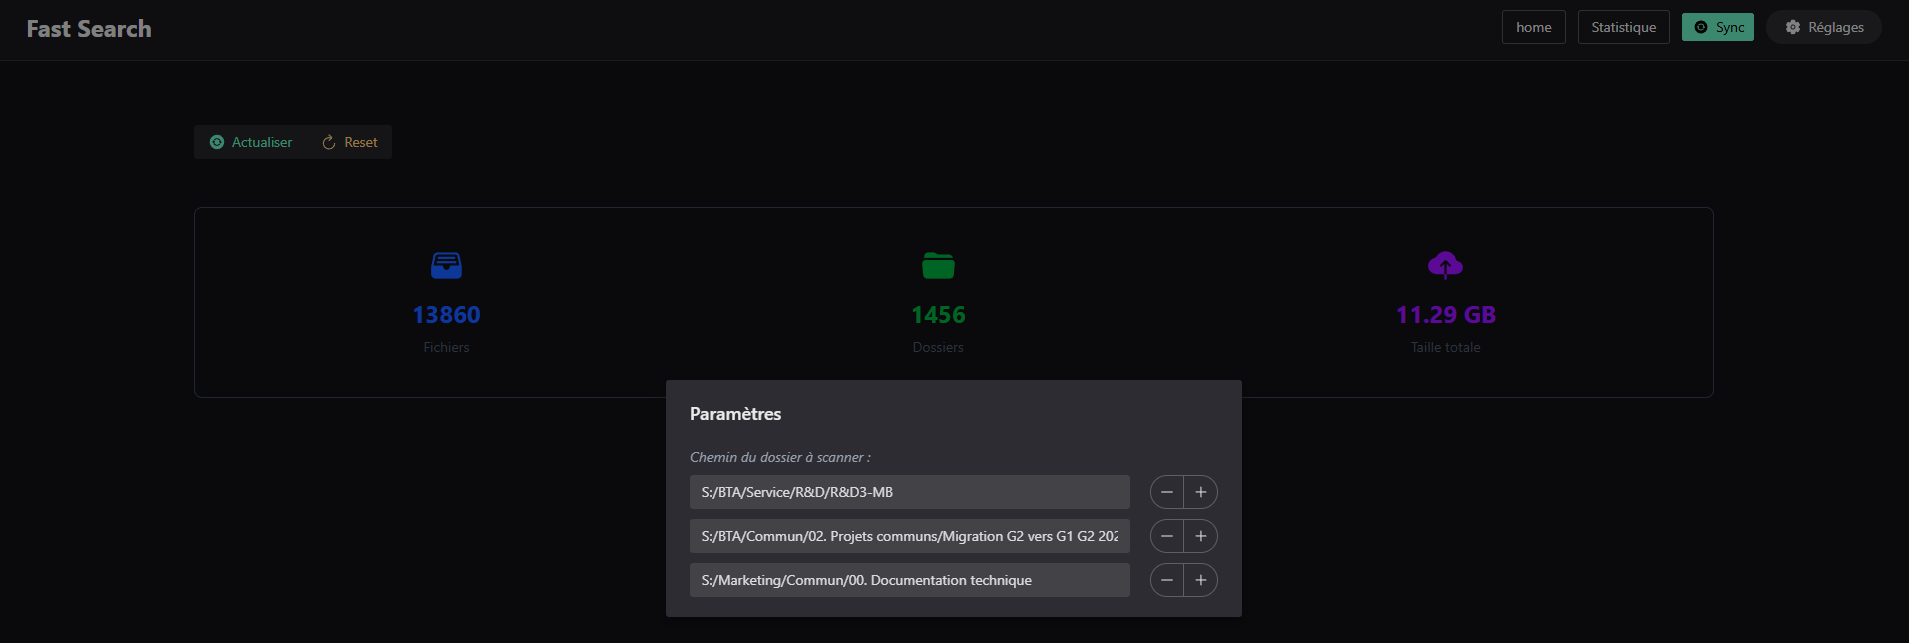 Fast Search
home
Statistique
Sync
Réglages
Actualiser
Reset
13860
1456
11.29 GB
Fichiers
Dossiers
Taille totale
Paramètres
Chemin du dossier à scanner :
S:/BTA/Service/R&D/R&D3-MB
S:/BTA/Commun/02. Projets communs/Migration G2 vers G1 G2 202
S:/Marketing/Commun/00. Documentation technique